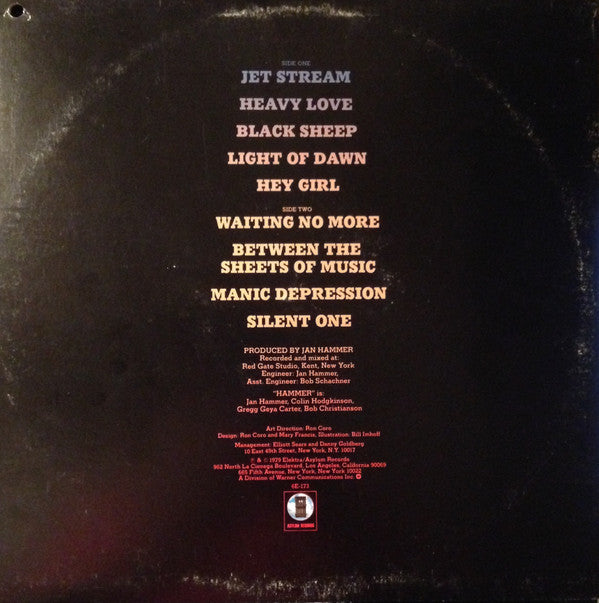 SIDE ONE
JET STREAM
HEAVY LOVE
BLACK SHEEP
LIGHT OF DAWN
HEY GIRL
SIDE TWO
WAITING NO MORE
BETWEEN THE
SHEETS OF MUSIC
MANIC DEPRESSION
SILENT ONE
PRODUCED BY JAN HAMMER
Recorded and mixed at:
Red Gate Studio, Kent, New York
Engineer: Jan Hammer,
Asst. Engineer: Bob Schachner
"HAMMER" is:
Jan Hammer, Colin Hodgkinson,
Gregg Geya Carter, Bob Christianson
Art Direction: Ron Coro
Design: Ron Coro and Mary Francis, Illustration: Bill Imhoff
Management: Elliott Sears and Danny Goldberg
10 East 49th Street, New York, N.Y. 10017
℗ & © 1979 Elektra/Asylum Records
962 North La Cienega Boulevard, Los Angeles, California 90069
665 Fifth Avenue, New York, New York 10022
A Division of Warner Communications Inc.
6E-173
ASYLUM RECORDS